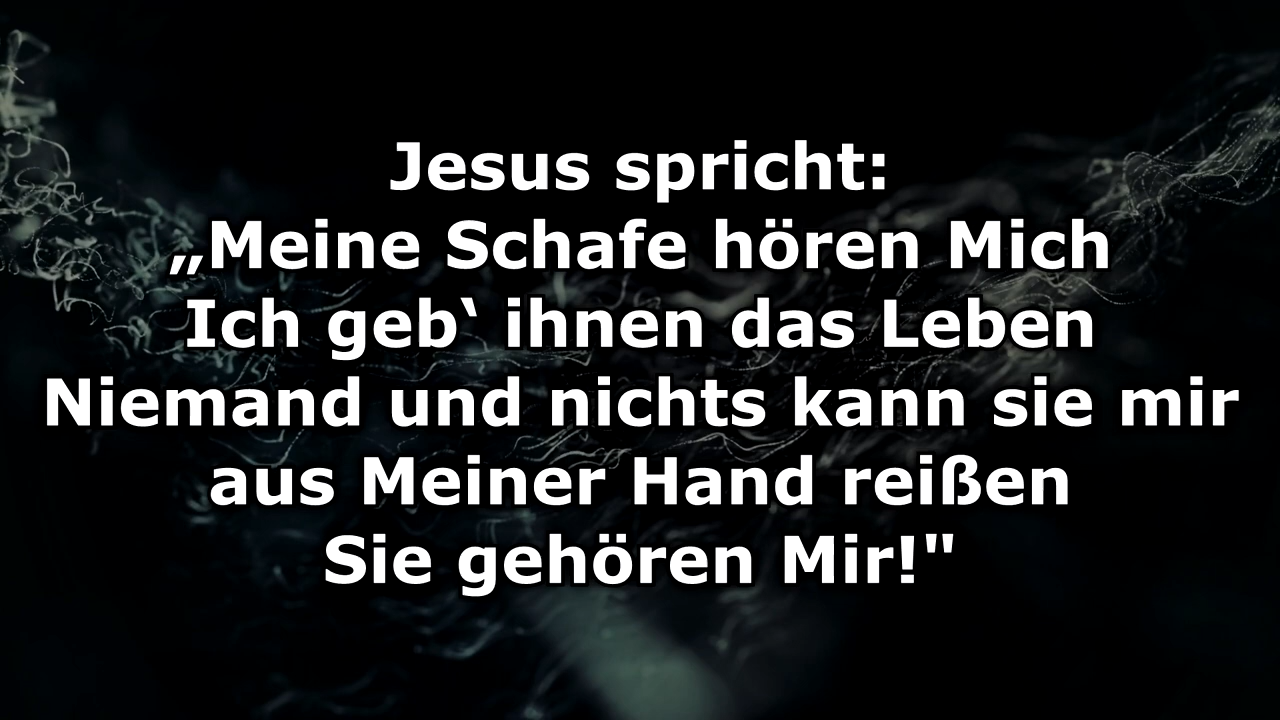 Jesus spricht:
„Meine Schafe hören Mich
Ich geb‘ ihnen das Leben
Niemand und nichts kann sie mir
aus Meiner Hand reißen
Sie gehören Mir!"